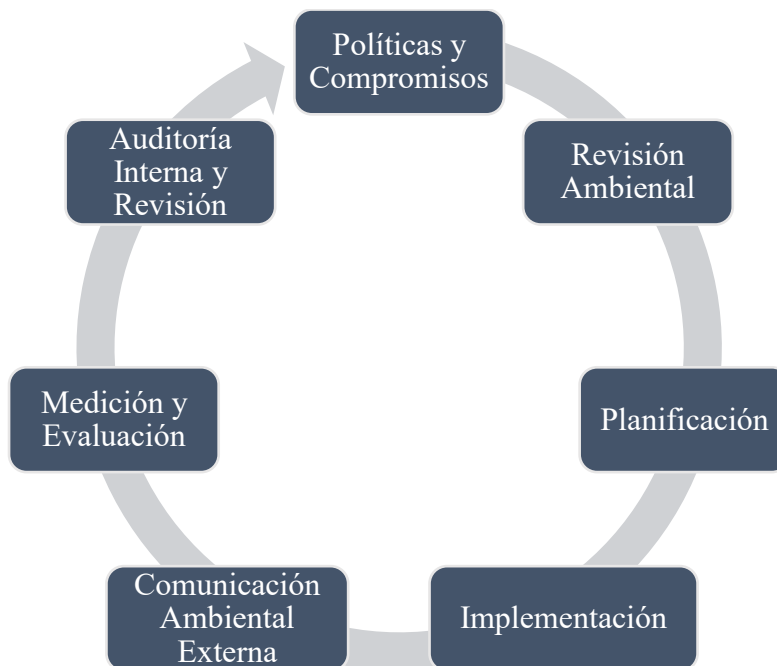 Políticas y
Compromisos
Revisión
Ambiental
Planificación
Implementación
Comunicación
Ambiental
Externa
Medición y
Evaluación
Auditoría
Interna y
Revisión